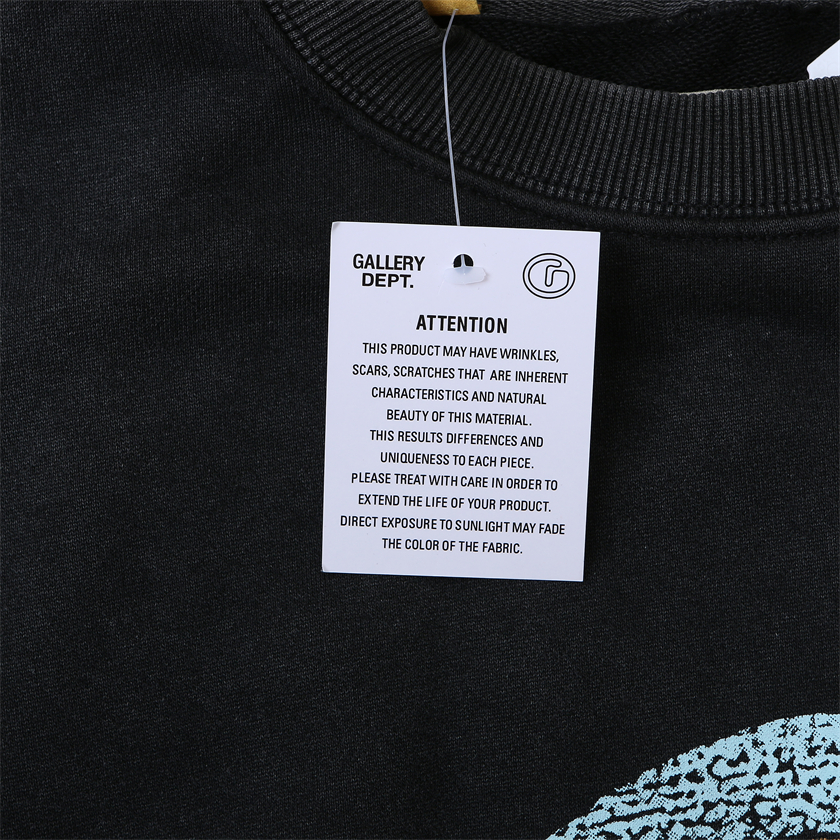 GALLERY
DEPT.
G
ATTENTION
THIS PRODUCT MAY HAVE WRINKLES,
SCARS, SCRATCHES THAT ARE INHERENT
CHARACTERISTICS AND NATURAL
BEAUTY OF THIS MATERIAL.
THIS RESULTS DIFFERENCES AND
UNIQUENESS TO EACH PIECE.
PLEASE TREAT WITH CARE IN ORDER TO
EXTEND THE LIFE OF YOUR PRODUCT.
DIRECT EXPOSURE TO SUNLIGHT MAY FADE
THE COLOR OF THE FABRIC.